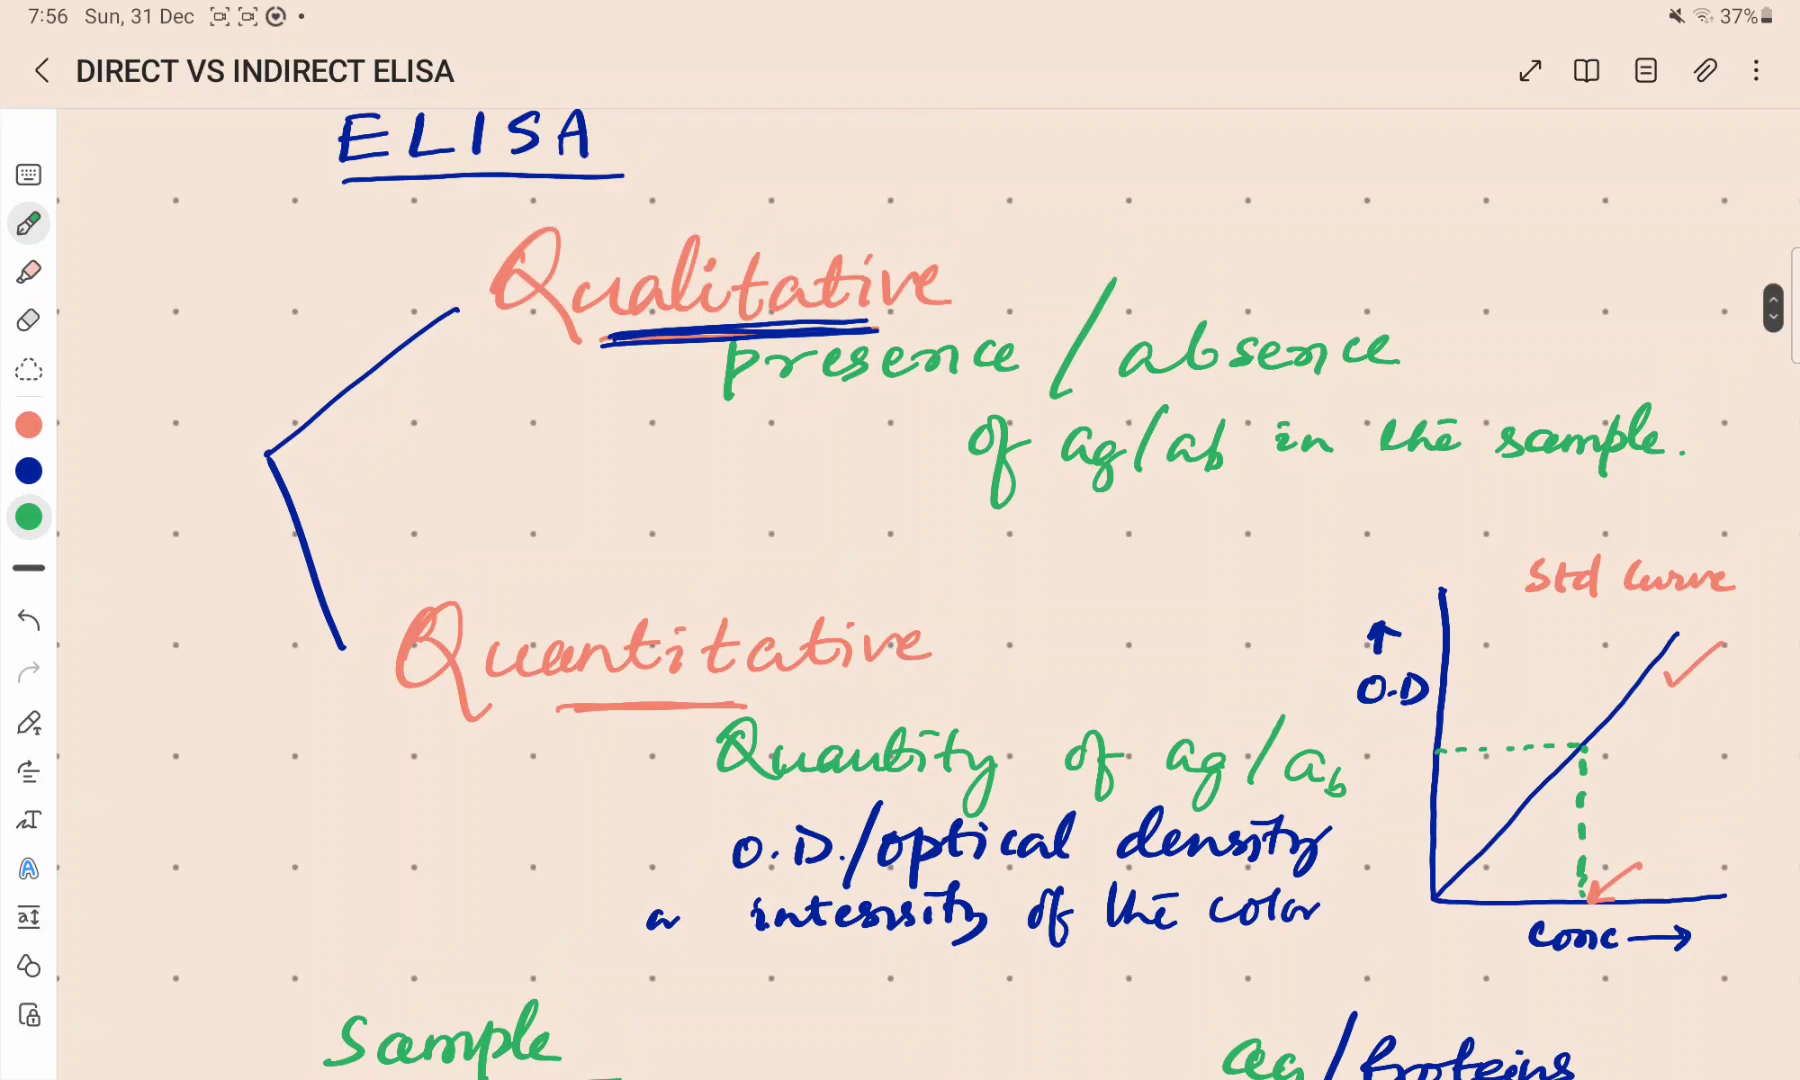 7:56 Sun, 31 Dec
37%
DIRECT VS INDIRECT ELISA
ELISA
Qualitative
presence / absence
of ag/ab in the sample.
Std Curve
Quantitative
O.D
Quantity of ag/ab
O.D./optical density
intensity of the color
Conc
Sample
ag/Proteins